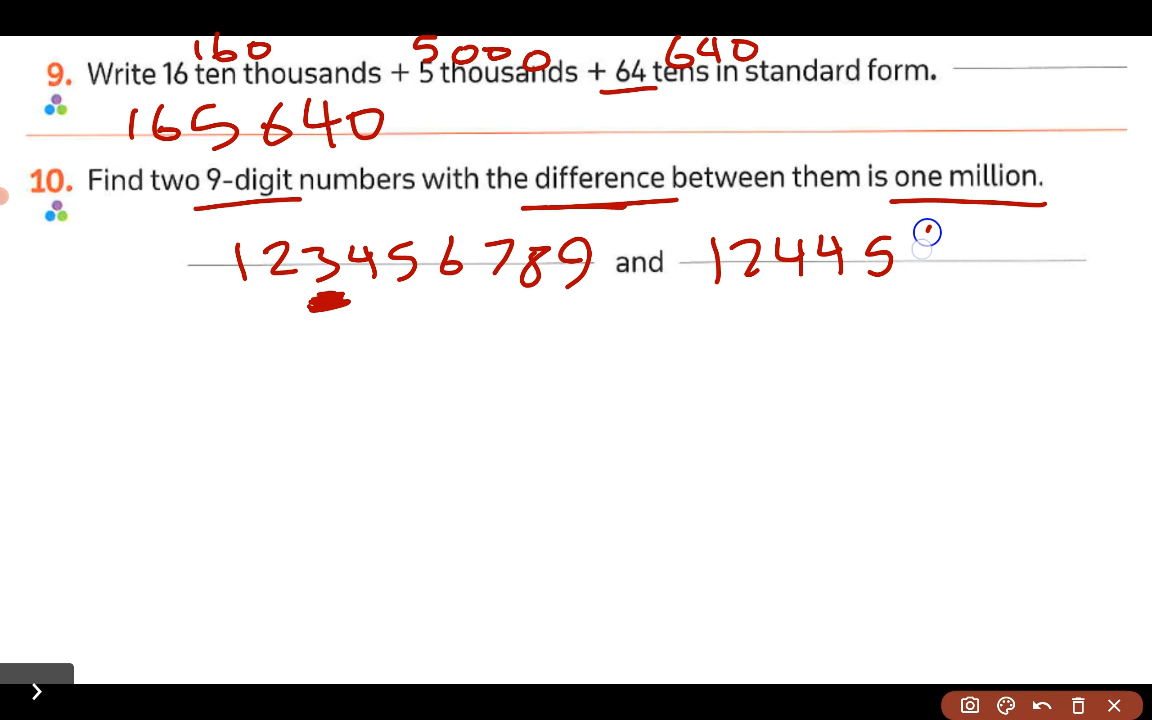 160 5000 640
9. Write 16 ten thousands + 5 thousands + 64 tens in standard form.
165640
10. Find two 9-digit numbers with the difference between them is one million.
123456789 and 12445